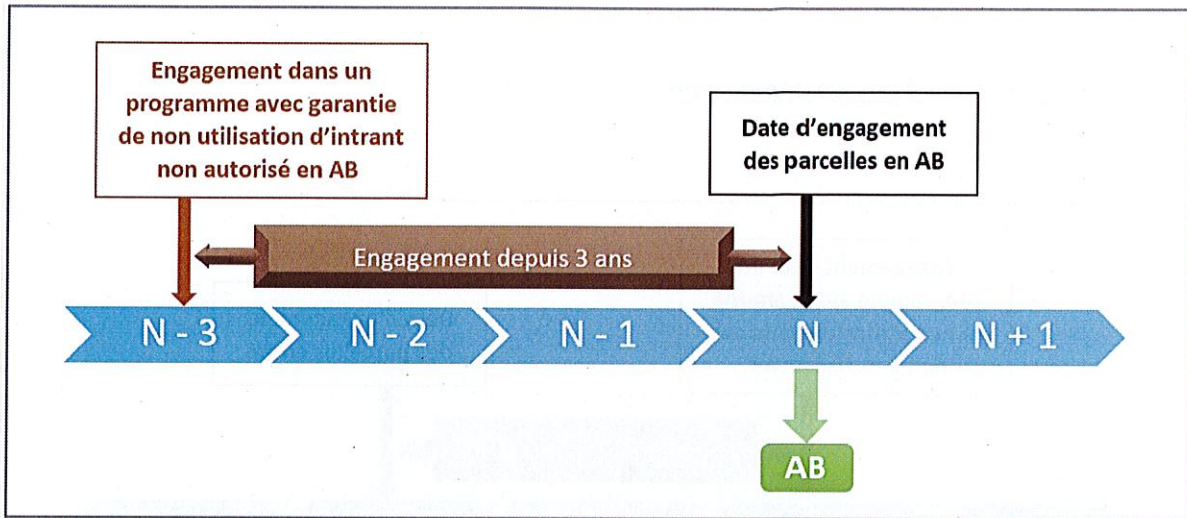 Engagement dans un
programme avec garantie
de non utilisation d'intrant
non autorisé en AB
Date d'engagement
des parcelles en AB
Engagement depuis 3 ans
N - 3
N - 2
N - 1
N
N + 1
AB